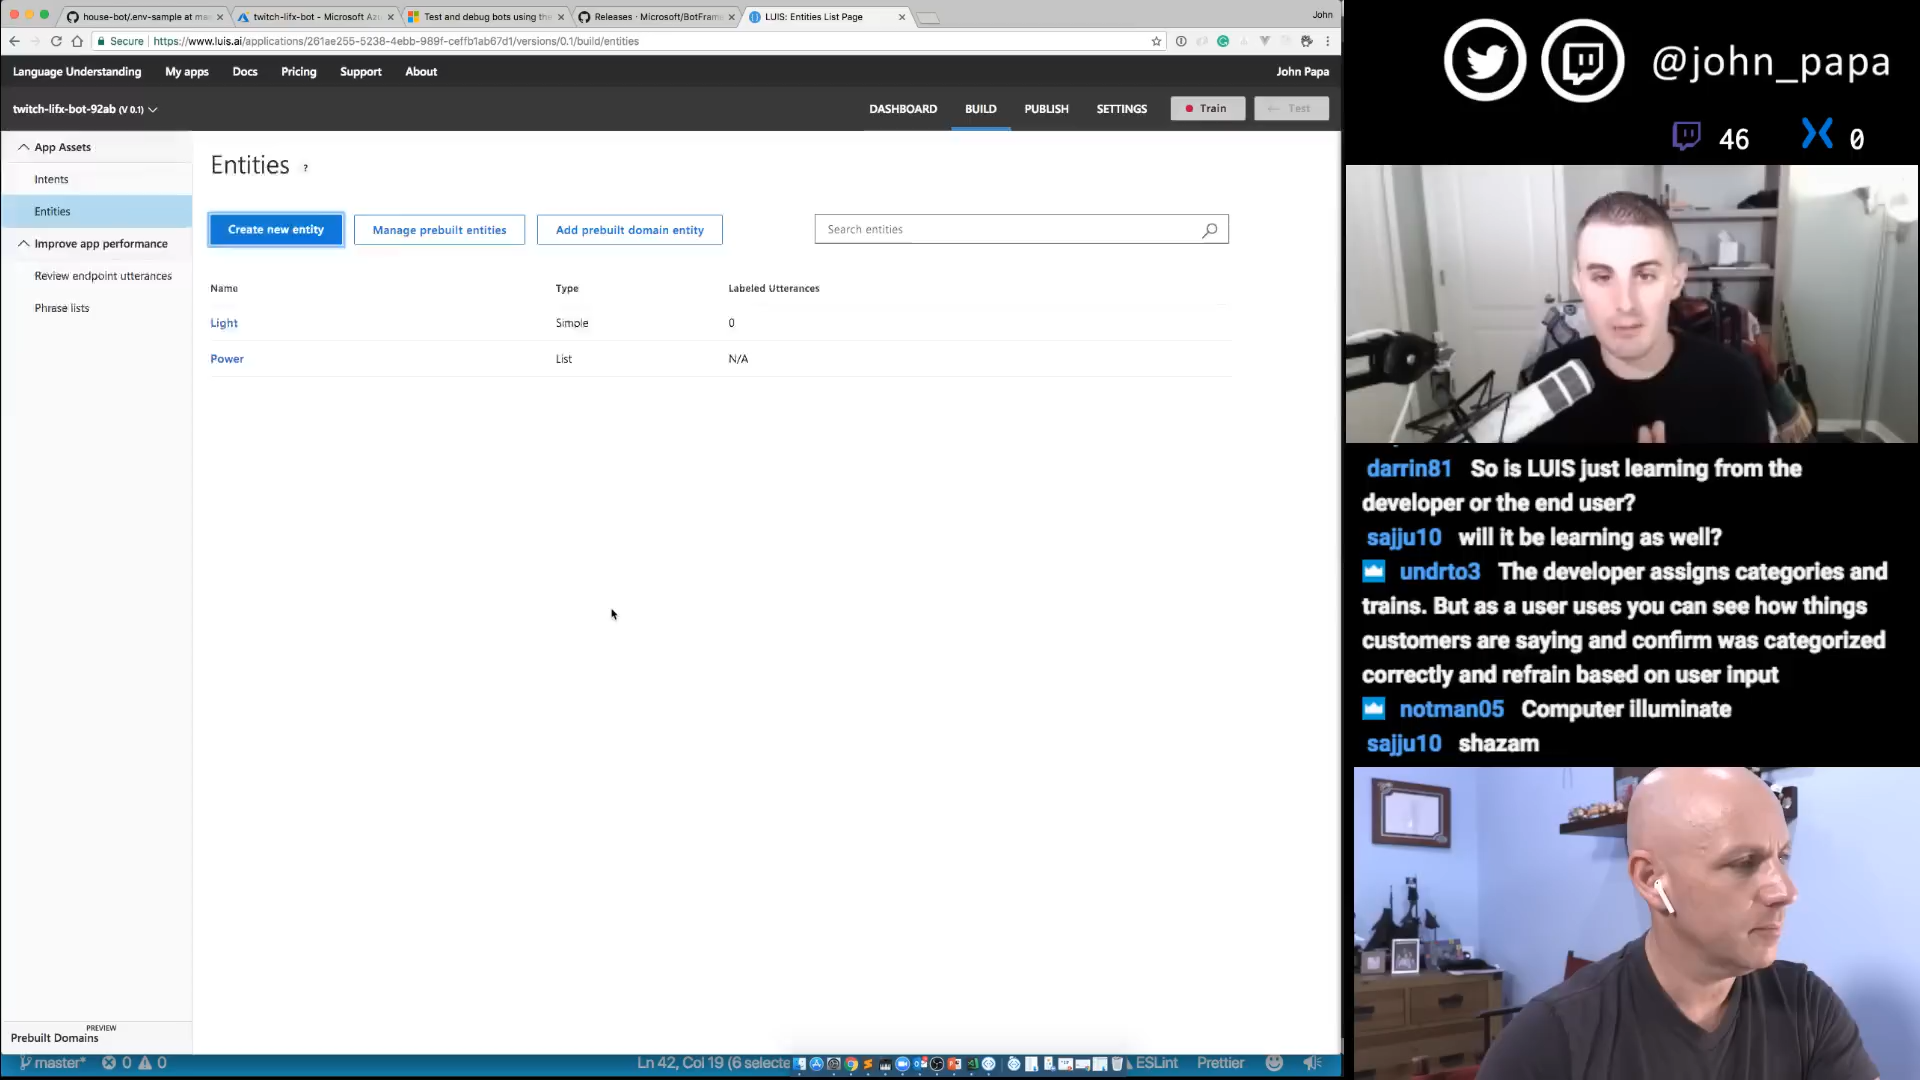 house-bot/.env-sample at ma
twitch-lifx-bot - Microsoft Az
Test and debug bots using the
Releases · Microsoft/BotFram
LUIS: Entities List Page
John
Secure
https://www.luis.ai/applications/261ae255-5238-4ebb-989f-ceffb1ab67d1/versions/0.1/build/entities
Language Understanding
My apps
Docs
Pricing
Support
About
John Papa
twitch-lifx-bot-92ab (V 0.1)
DASHBOARD
BUILD
PUBLISH
SETTINGS
Train
Test
App Assets
Intents
Entities
Improve app performance
Review endpoint utterances
Phrase lists
PREVIEW
Prebuilt Domains
Entities ?
Create new entity
Manage prebuilt entities
Add prebuilt domain entity
Search entities
Name Type Labeled Utterances
Light Simple 0
Power List N/A
master* 0 0
Ln 42, Col 19 (6 selecte
ESLint
Prettier
@john_papa
46
0
darrin81 So is LUIS just learning from the
developer or the end user?
sajju10 will it be learning as well?
undrto3 The developer assigns categories and
trains. But as a user uses you can see how things
customers are saying and confirm was categorized
correctly and refrain based on user input
notman05 Computer illuminate
sajju10 shazam